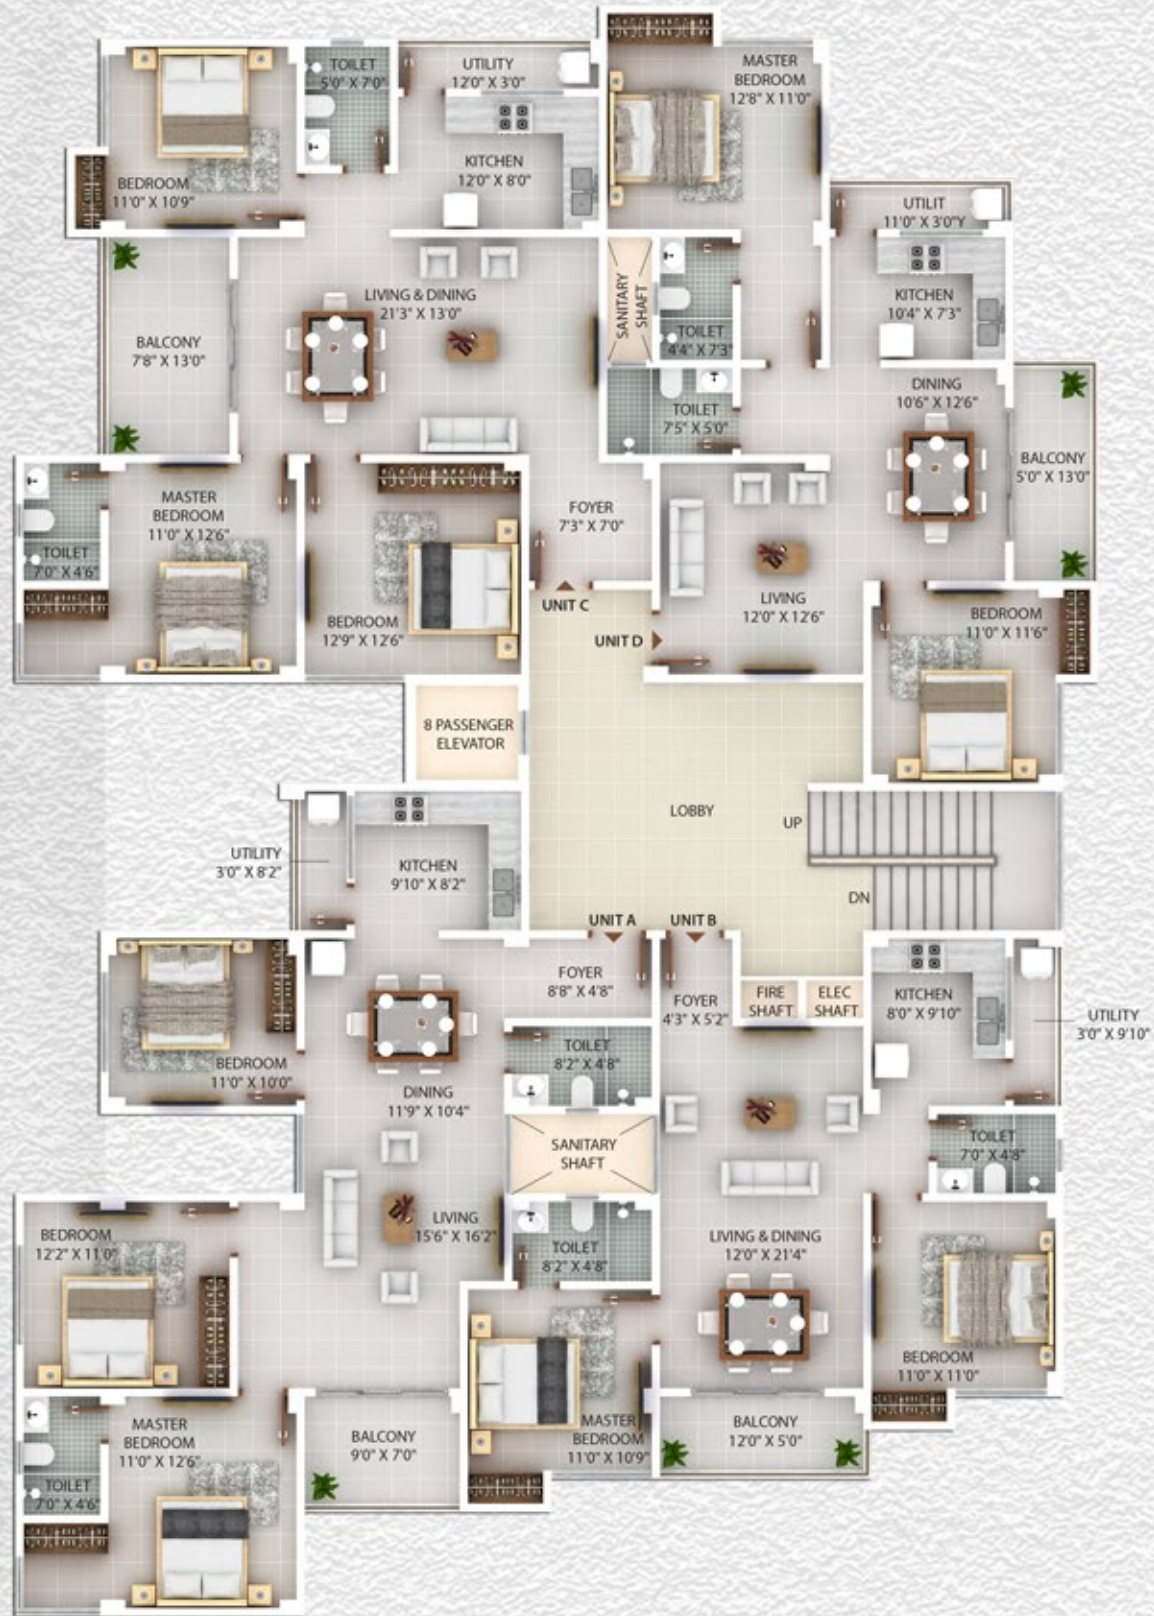 TOILET
5'0" X 7'0"
UTILITY
12'0" X 3'0"
MASTER
BEDROOM
12'8" X 11'0"
BEDROOM
11'0" X 10'9"
KITCHEN
12'0" X 8'0"
UTILIT
11'0" X 3'0"Y
KITCHEN
10'4" X 7'3"
LIVING & DINING
21'3" X 13'0"
SANITARY
SHAFT
TOILET
4'4" X 7'3"
BALCONY
7'8" X 13'0"
TOILET
7'5" X 5'0"
DINING
10'6" X 12'6"
BALCONY
5'0" X 13'0"
MASTER
BEDROOM
11'0" X 12'6"
TOILET
7'0" X 4'6"
FOYER
7'3" X 7'0"
BEDROOM
12'9" X 12'6"
UNIT C
UNIT D
LIVING
12'0" X 12'6"
BEDROOM
11'0" X 11'6"
8 PASSENGER
ELEVATOR
LOBBY
UP
DN
UTILITY
3'0" X 8'2"
KITCHEN
9'10" X 8'2"
UNIT A
UNIT B
FOYER
8'8" X 4'8"
FOYER
4'3" X 5'2"
FIRE
SHAFT
ELEC
SHAFT
KITCHEN
8'0" X 9'10"
UTILITY
3'0" X 9'10"
BEDROOM
11'0" X 10'0"
DINING
11'9" X 10'4"
TOILET
8'2" X 4'8"
SANITARY
SHAFT
TOILET
7'0" X 4'8"
BEDROOM
12'2" X 11'0"
LIVING
15'6" X 16'2"
TOILET
8'2" X 4'8"
LIVING & DINING
12'0" X 21'4"
BEDROOM
11'0" X 11'0"
MASTER
BEDROOM
11'0" X 12'6"
TOILET
7'0" X 4'6"
BALCONY
9'0" X 7'0"
MASTER
BEDROOM
11'0" X 10'9"
BALCONY
12'0" X 5'0"